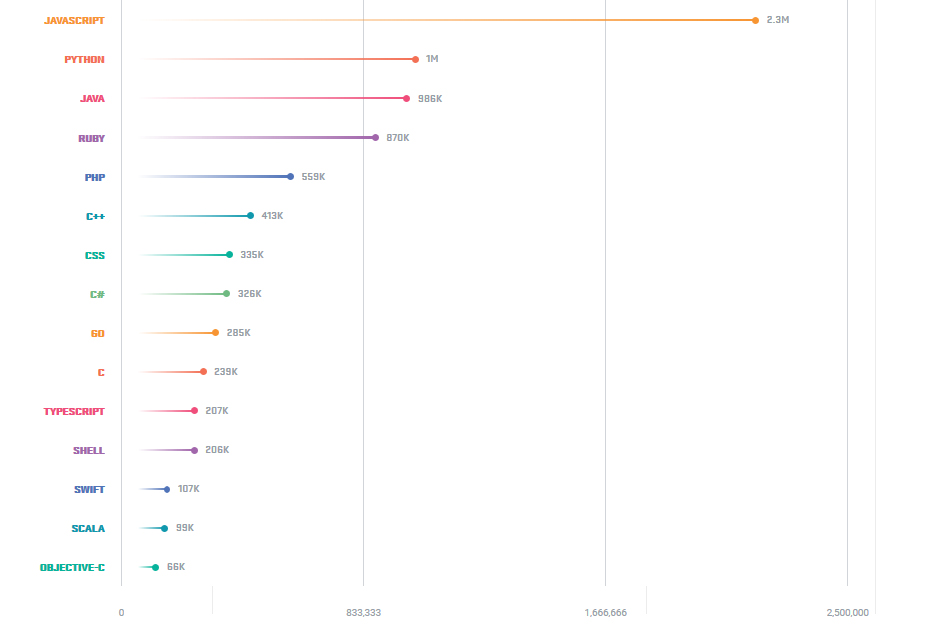 JAVASCRIPT 2.3M
PYTHON 1M
JAVA 986K
RUBY 870K
PHP 559K
C++ 413K
CSS 335K
C# 326K
GO 285K
C 239K
TYPESCRIPT 207K
SHELL 206K
SWIFT 107K
SCALA 99K
OBJECTIVE-C 66K
0 833,333 1,666,666 2,500,000